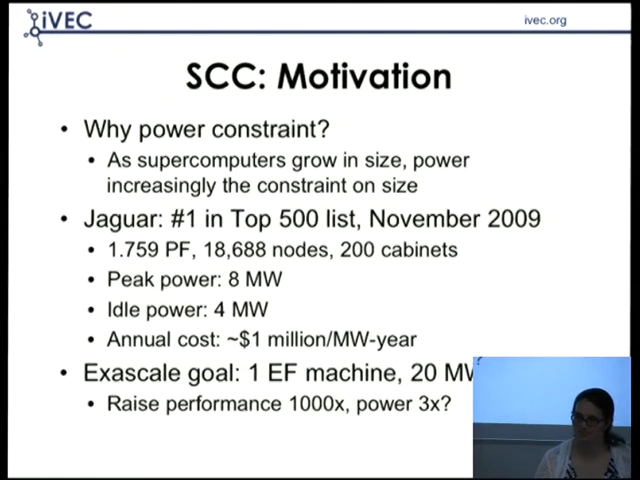 iVEC
ivec.org
SCC: Motivation
• Why power constraint?
• As supercomputers grow in size, power
increasingly the constraint on size
• Jaguar: #1 in Top 500 list, November 2009
• 1.759 PF, 18,688 nodes, 200 cabinets
• Peak power: 8 MW
• Idle power: 4 MW
• Annual cost: ~$1 million/MW-year
• Exascale goal: 1 EF machine, 20 MW
• Raise performance 1000x, power 3x?